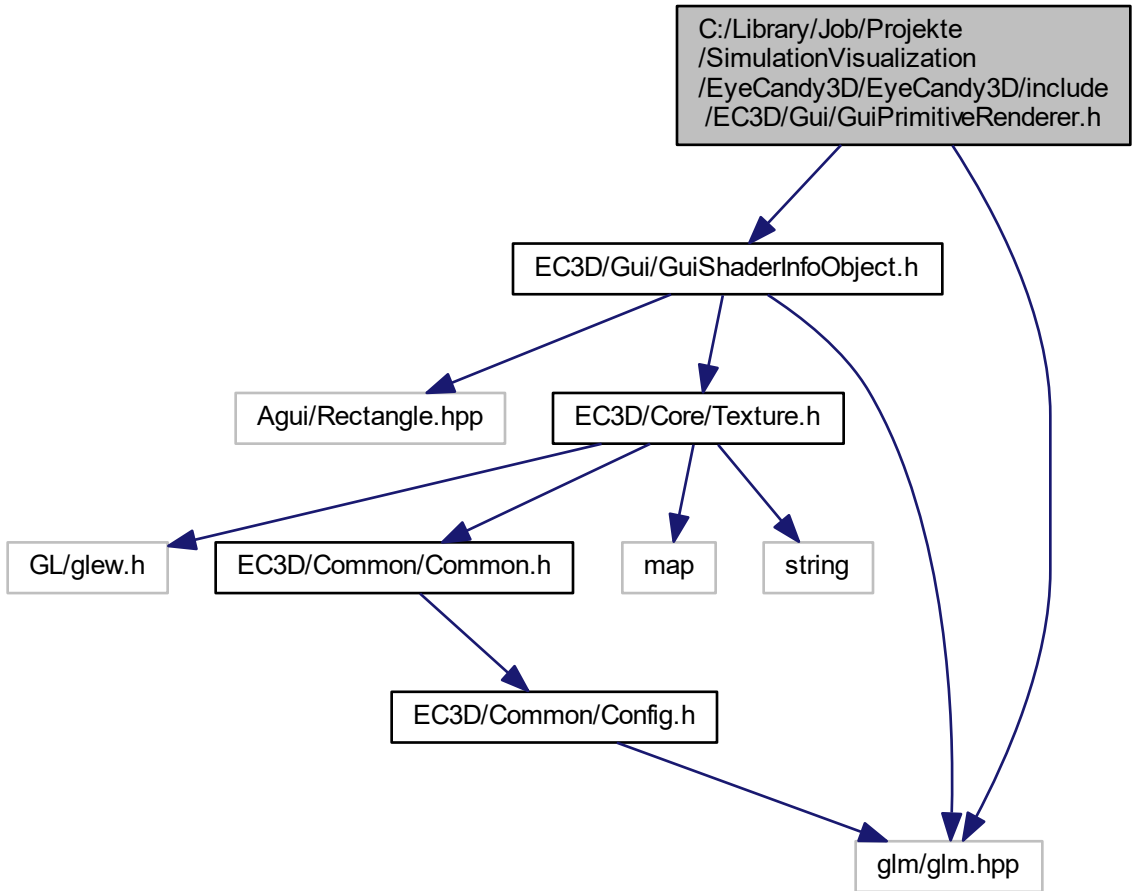 C:/Library/Job/Projekte
/SimulationVisualization
/EyeCandy3D/EyeCandy3D/include
/EC3D/Gui/GuiPrimitiveRenderer.h
EC3D/Gui/GuiShaderInfoObject.h
Agui/Rectangle.hpp
EC3D/Core/Texture.h
GL/glew.h
EC3D/Common/Common.h
map
string
EC3D/Common/Config.h
glm/glm.hpp